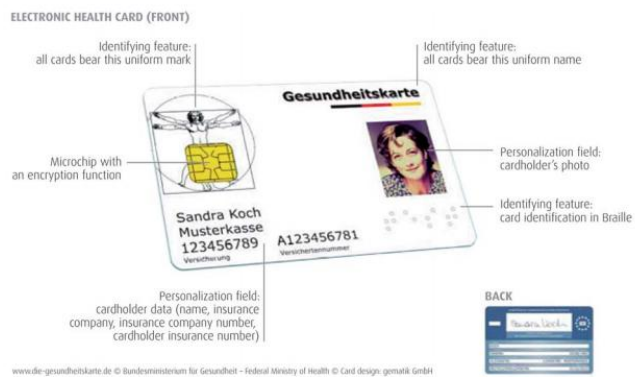 ELECTRONIC HEALTH CARD (FRONT)
Identifying feature:
all cards bear this uniform mark
Identifying feature:
all cards bear this uniform name
Gesundheitskarte
Microchip with
an encryption function
Personalization field:
cardholder's photo
Identifying feature:
card identification in Braille
Sandra Koch
Musterkasse
123456789
Versicherung
A123456781
Versichertennummer
Personalization field:
cardholder data (name, insurance
company, insurance company number,
cardholder insurance number)
BACK
www.die-gesundheitskarte.de © Bundesministerium für Gesundheit – Federal Ministry of Health © Card design: gematik GmbH